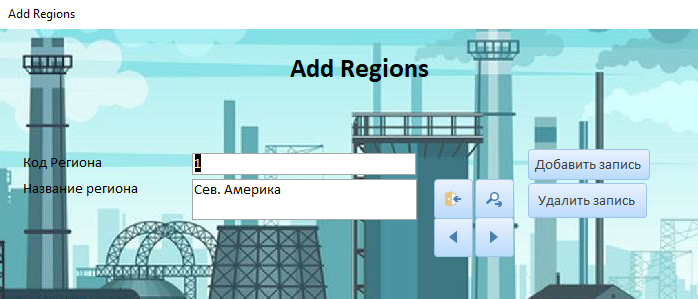 Add Regions
Add Regions
Код Региона
1
Добавить запись
Название региона
Сев. Америка
Удалить запись